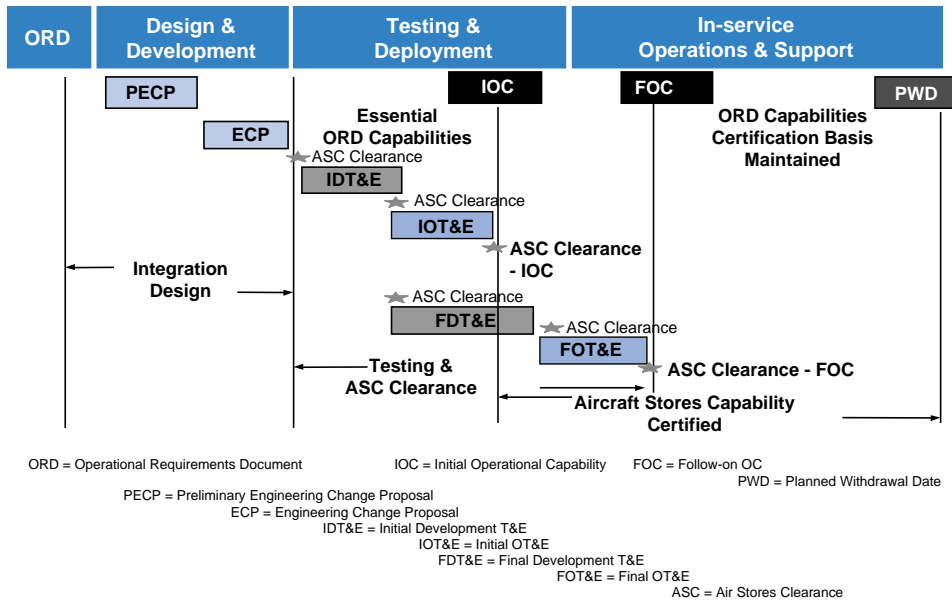 ORD
Design &
Development
Testing &
Deployment
In-service
Operations & Support
PECP
IOC
FOC
PWD
ECP
Essential
ORD Capabilities
ORD Capabilities
Certification Basis
Maintained
ASC Clearance
IDT&E
ASC Clearance
IOT&E
ASC Clearance
- IOC
Integration
Design
ASC Clearance
FDT&E
ASC Clearance
FOT&E
Testing &
ASC Clearance
ASC Clearance - FOC
Aircraft Stores Capability
Certified
ORD = Operational Requirements Document
IOC = Initial Operational Capability
FOC = Follow-on OC
PWD = Planned Withdrawal Date
PECP = Preliminary Engineering Change Proposal
ECP = Engineering Change Proposal
IDT&E = Initial Development T&E
IOT&E = Initial OT&E
FDT&E = Final Development T&E
FOT&E = Final OT&E
ASC = Air Stores Clearance